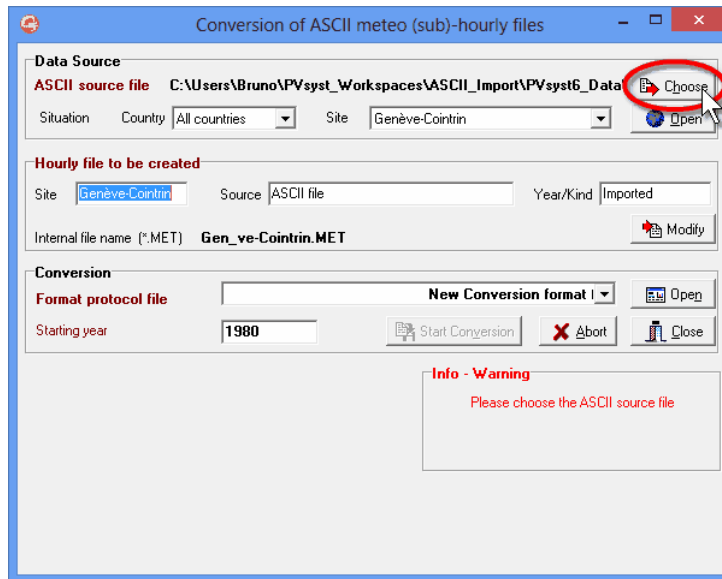 Conversion of ASCII meteo (sub)-hourly files
Data Source
ASCII source file C:\Users\Bruno\PVsyst_Workspaces\ASCII_Import\PVsyst6_Data\ Choose
Situation Country All countries Site Genève-Cointrin Open
Hourly file to be created
Site Genève-Cointrin Source ASCII file Year/Kind Imported
Internal file name (*.MET) Gen_ve-Cointrin.MET Modify
Conversion
Format protocol file New Conversion format Open
Starting year 1980 Start Conversion Abort Close
Info - Warning
Please choose the ASCII source file